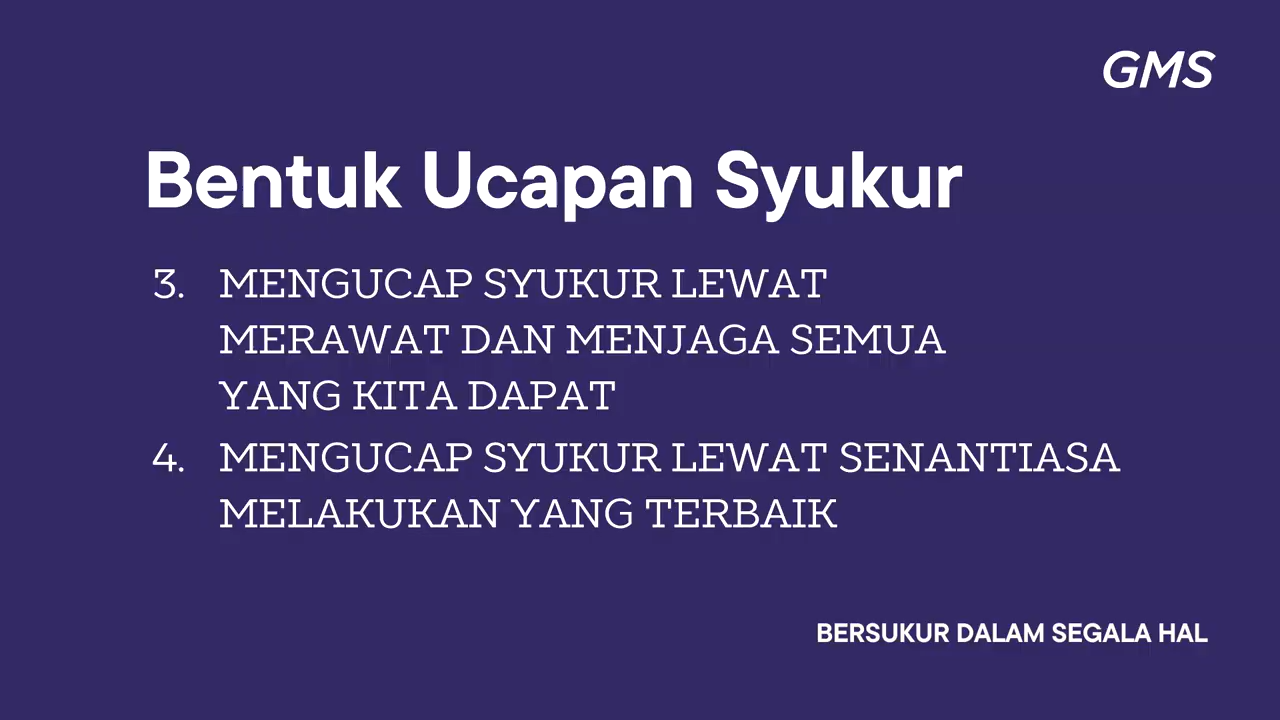 GMS
Bentuk Ucapan Syukur
3. MENGUCAP SYUKUR LEWAT
MERAWAT DAN MENJAGA SEMUA
YANG KITA DAPAT
4. MENGUCAP SYUKUR LEWAT SENANTIASA
MELAKUKAN YANG TERBAIK
BERSUKUR DALAM SEGALA HAL